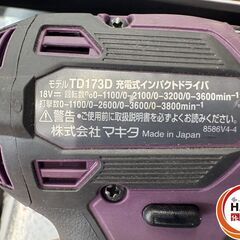 モデル TD173D 充電式インパクトドライバ
18V⎓ 回転数%0-1100/0-2100/0-3200/0-3600min⁻¹
打撃数0-1100/0-2600/0-3600/0-3800min⁻¹
警告 ご使用前に取扱説明書を必ずお読み
ください。
株式会社マキタ Made in Japan
8586V4-4
HA